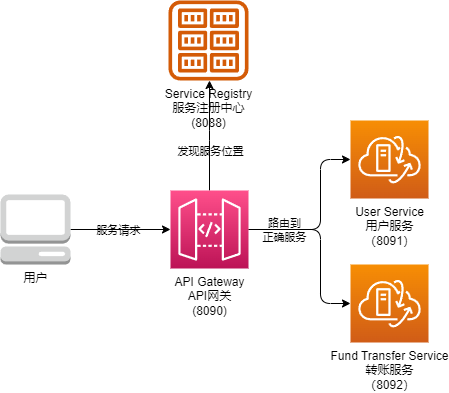 Service Registry
服务注册中心
(8038)
发现服务位置
服务请求
用户
API Gateway
API网关
(8090)
路由到
正确服务
User Service
用户服务
(8091)
Fund Transfer Service
转账服务
(8092)